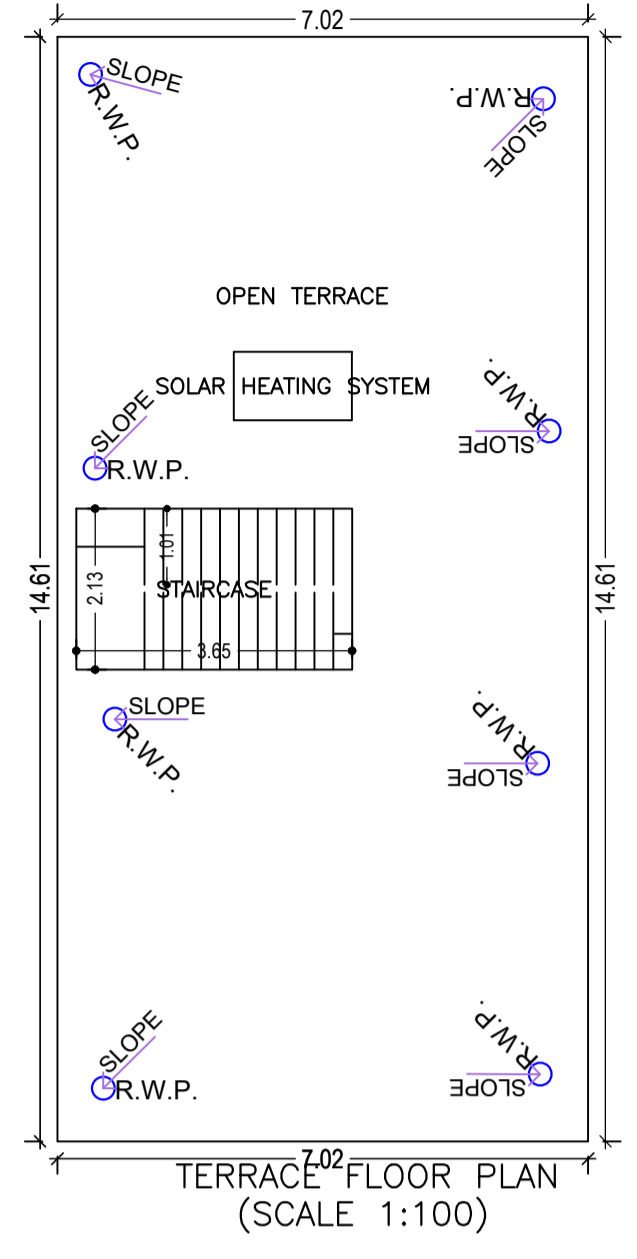 7.02
SLOPE
R.W.P.
R.W.P.
SLOPE
OPEN TERRACE
SOLAR HEATING SYSTEM
SLOPE
R.W.P.
R.W.P.
SLOPE
14.61
2.13
1.01
STAIRCASE
3.65
14.61
SLOPE
R.W.P.
R.W.P.
SLOPE
SLOPE
R.W.P.
R.W.P.
SLOPE
7.02
TERRACE FLOOR PLAN
(SCALE 1:100)